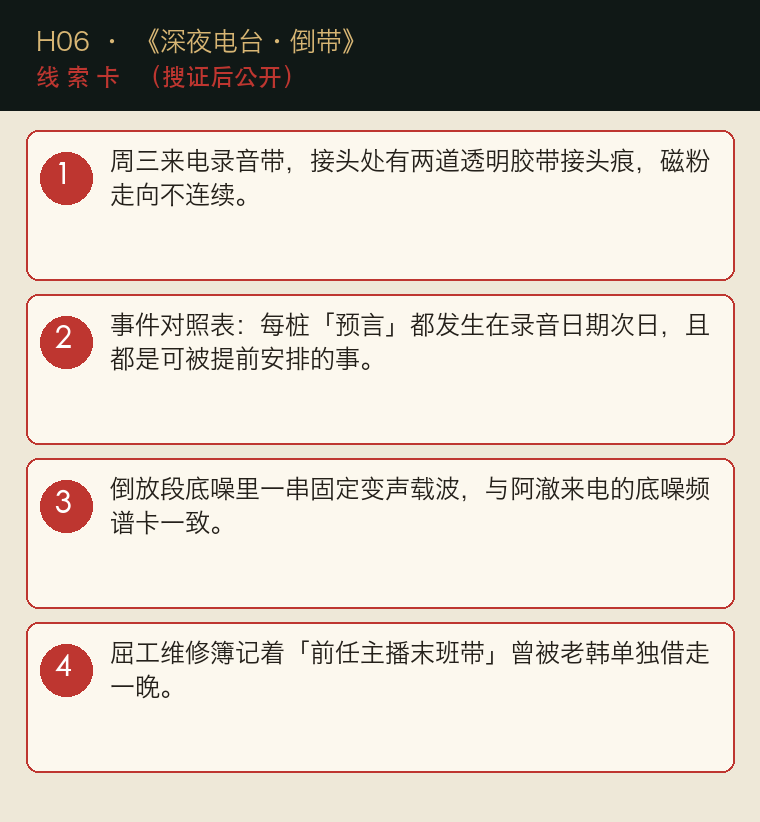 H06 · 《深夜电台·倒带》
线索卡 （搜证后公开）
1
周三来电录音带，接头处有两道透明胶带接头痕，磁粉
走向不连续。
2
事件对照表：每桩「预言」都发生在录音日期次日，且
都是可被提前安排的事。
3
倒放段底噪里一串固定变声载波，与阿澈来电的底噪频
谱卡一致。
4
屈工维修簿记着「前任主播末班带」曾被老韩单独借走
一晚。